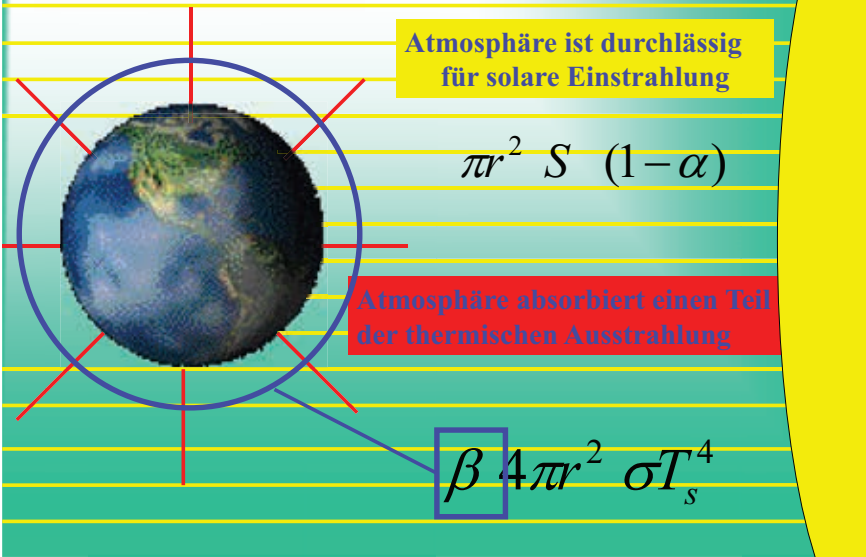 Atmosphäre ist durchlässig
für solare Einstrahlung
πr² S (1−α)
Atmosphäre absorbiert einen Teil
der thermischen Ausstrahlung
β 4πr² σTₛ⁴